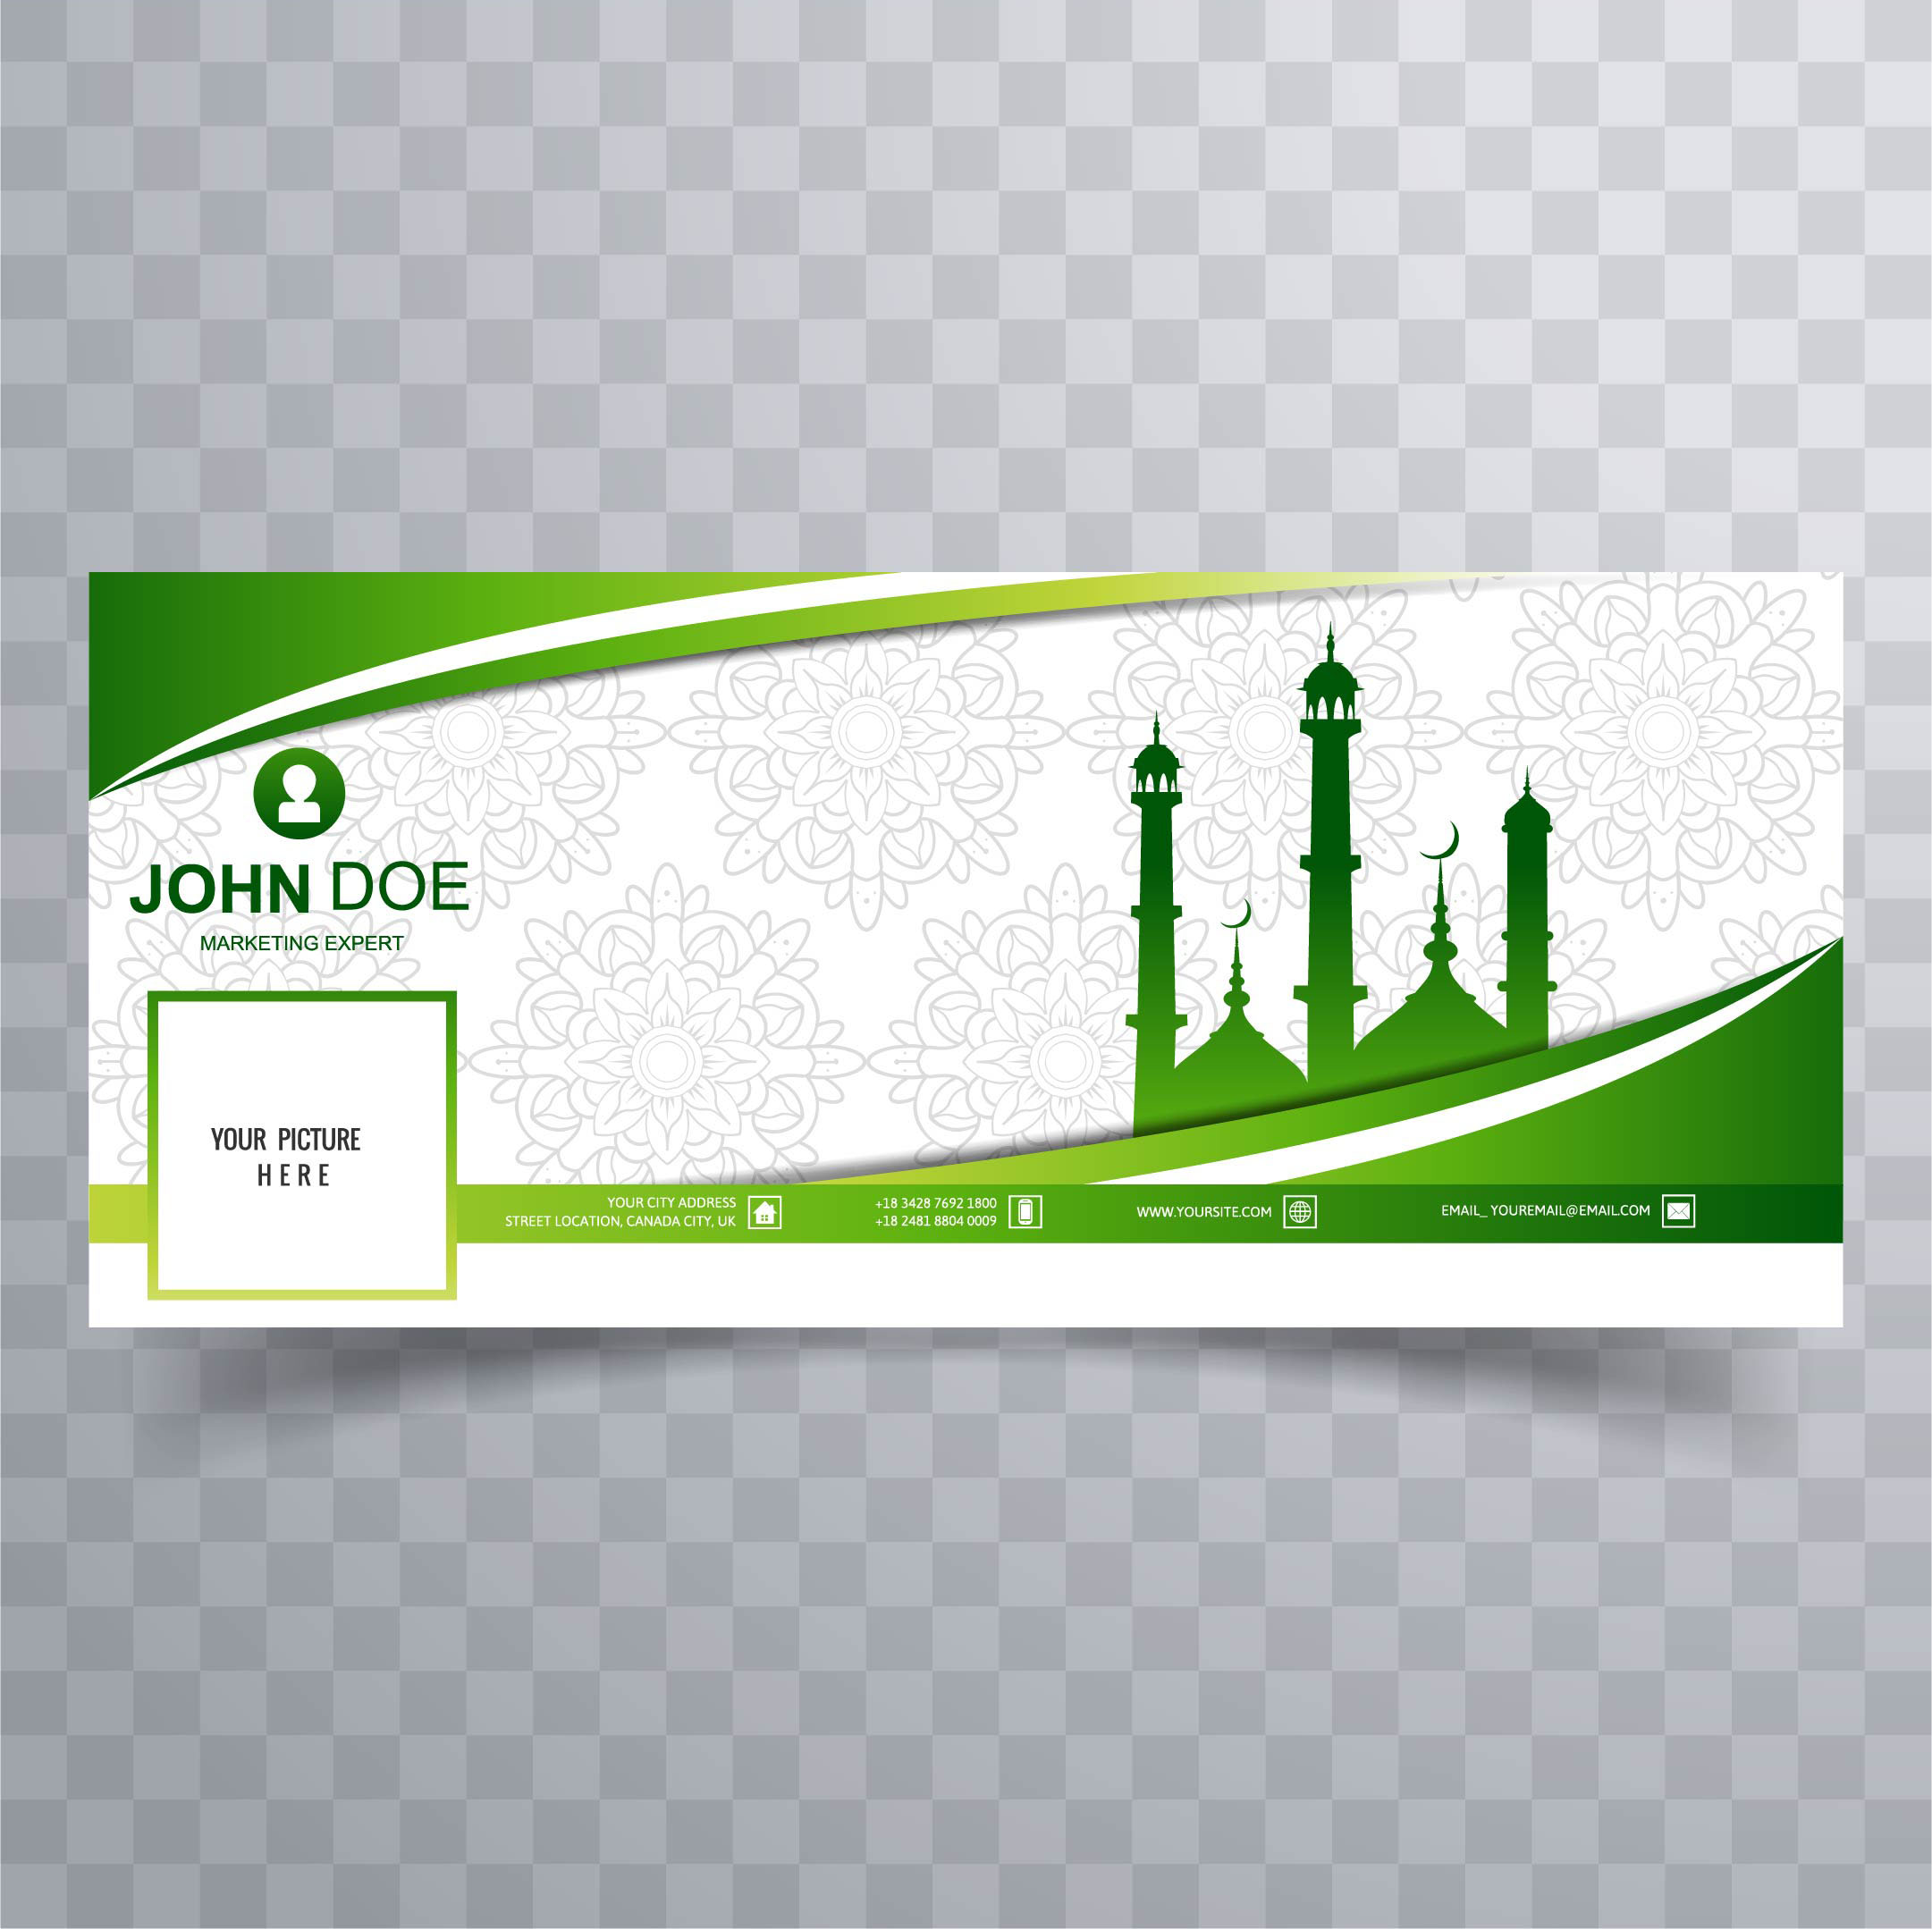 JOHN DOE
MARKETING EXPERT
YOUR PICTURE
HERE
YOUR CITY ADDRESS
STREET LOCATION, CANADA CITY, UK
+18 3428 7692 1800
+18 2481 8804 0009
WWW.YOURSITE.COM
EMAIL_ YOUREMAIL@EMAIL.COM